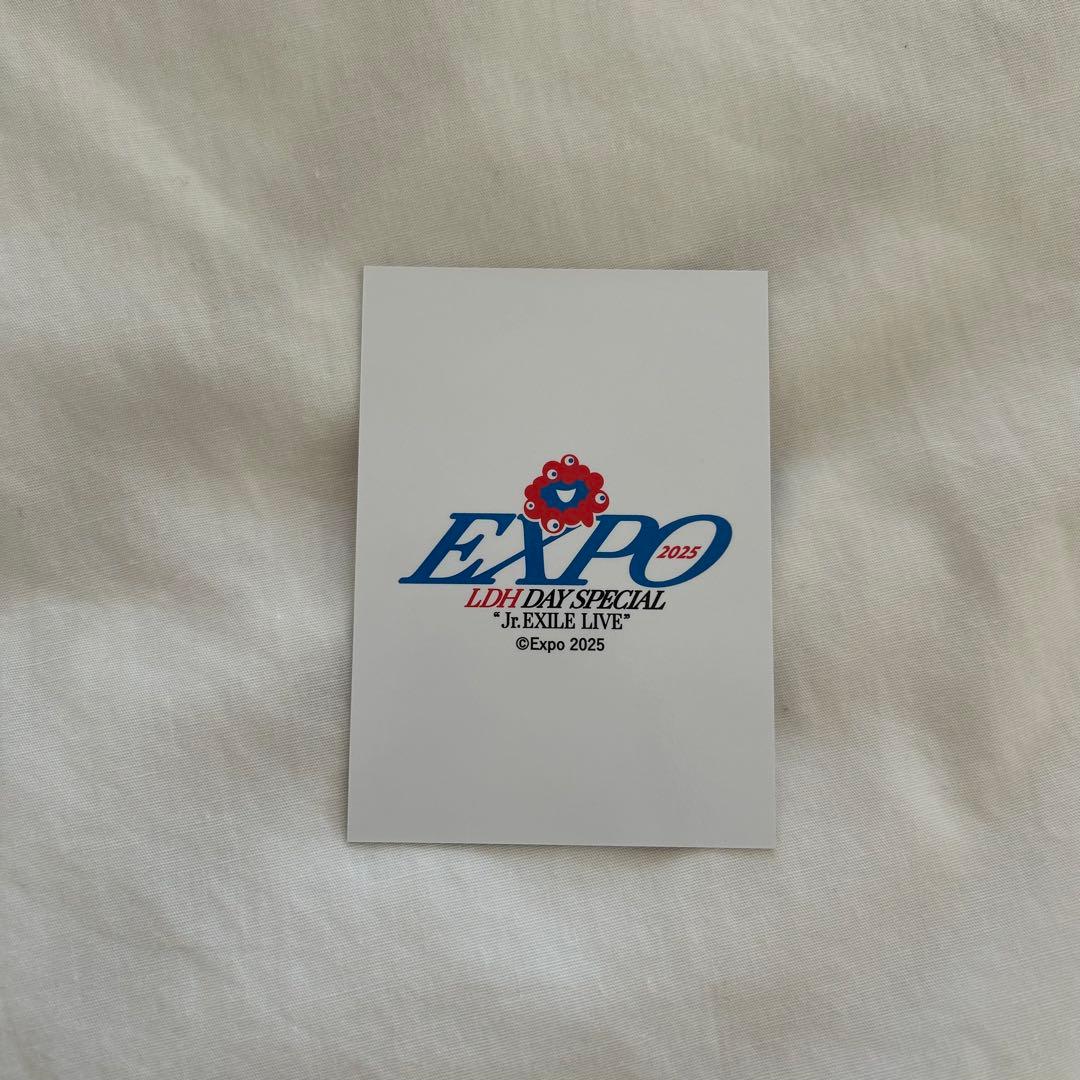 EXPO 2025
LDH DAY SPECIAL
“Jr.EXILE LIVE”
©Expo 2025